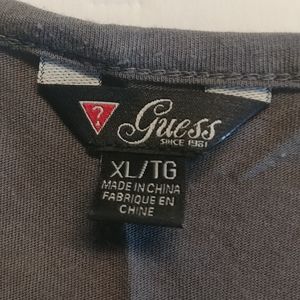 ?
Guess
SINCE 1981
XL/TG
MADE IN CHINA
FABRIQUE EN
CHINE